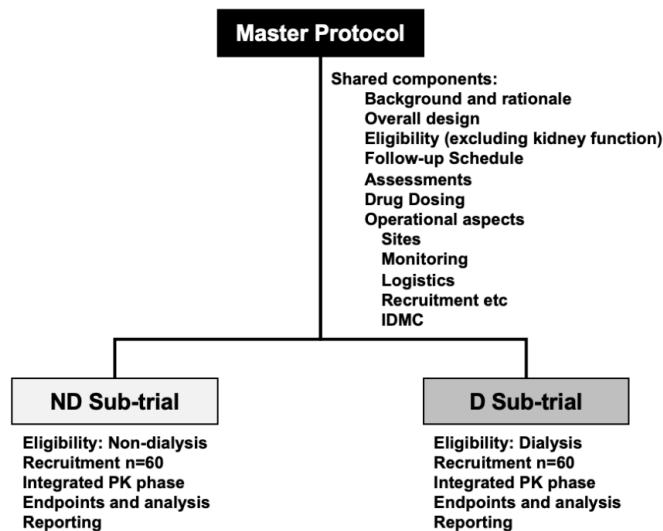 Master Protocol
Shared components:
Background and rationale
Overall design
Eligibility (excluding kidney function)
Follow-up Schedule
Assessments
Drug Dosing
Operational aspects
Sites
Monitoring
Logistics
Recruitment etc
IDMC
ND Sub-trial
Eligibility: Non-dialysis
Recruitment n=60
Integrated PK phase
Endpoints and analysis
Reporting
D Sub-trial
Eligibility: Dialysis
Recruitment n=60
Integrated PK phase
Endpoints and analysis
Reporting